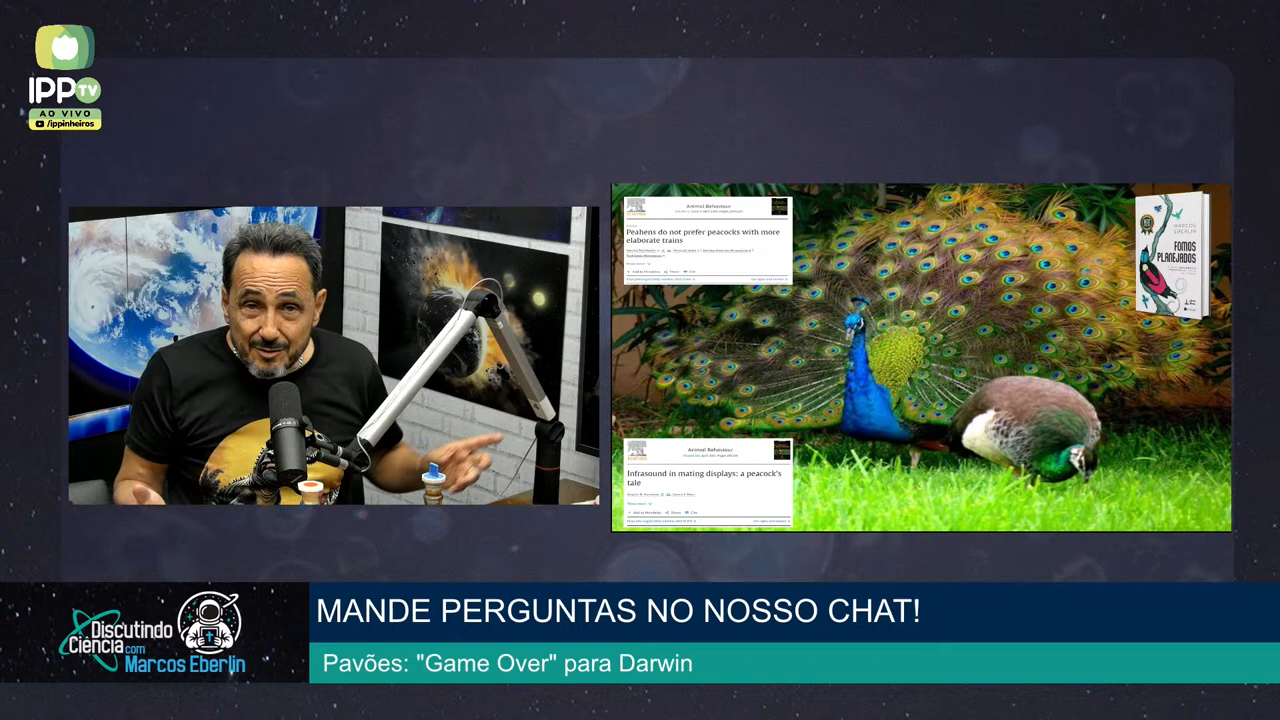 IPP TV
AO VIVO
/ippinheiros
Animal Behaviour
Peahens do not prefer peacocks with more
elaborate trains
MARCOS
EBERLIN
FOMOS
PLANEJADOS
Animal Behaviour
Infrasound in mating displays: a peacock's
tale
Discutindo
Ciência com
Marcos Eberlin
MANDE PERGUNTAS NO NOSSO CHAT!
Pavões: "Game Over" para Darwin